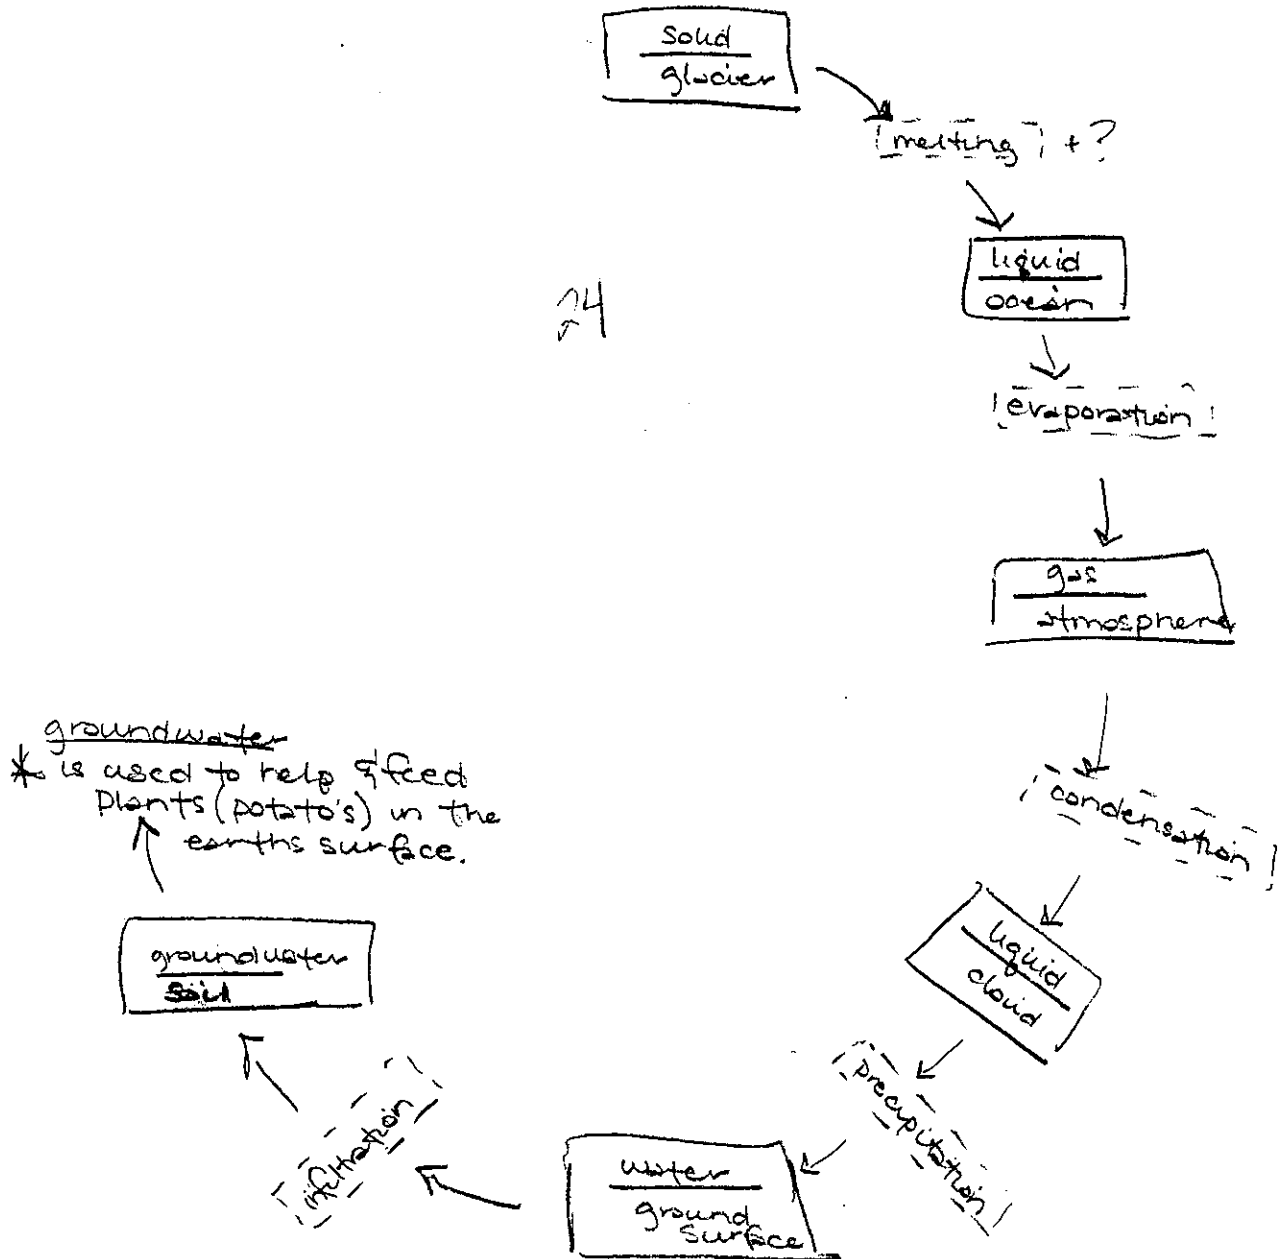 solid
glacier
melting + ?
liquid
ocean
24
evaporation
gas
atmosphere
condensation
liquid
cloud
precipitation
water
ground
surface
infiltration
groundwater
soil
groundwater
* is used to help & feed
plants (potato's) in the
earths surface.